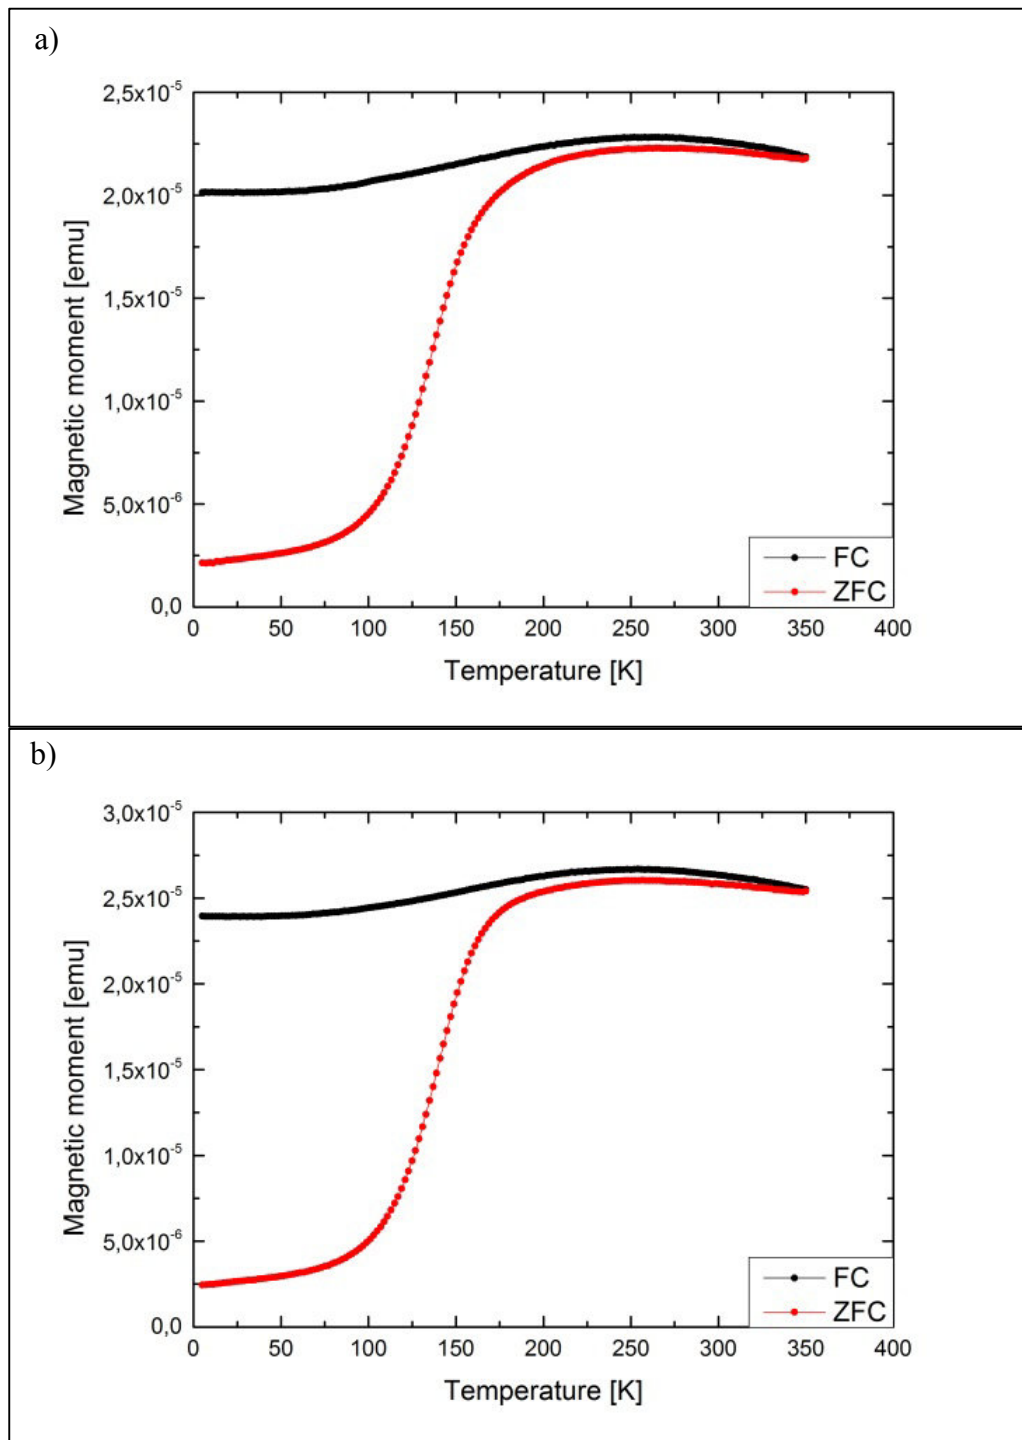 a)
2,5x10⁻⁵
2,0x10⁻⁵
1,5x10⁻⁵
1,0x10⁻⁵
5,0x10⁻⁶
0,0
Magnetic moment [emu]
FC
ZFC
0 50 100 150 200 250 300 350 400
Temperature [K]
b)
3,0x10⁻⁵
2,5x10⁻⁵
2,0x10⁻⁵
1,5x10⁻⁵
1,0x10⁻⁵
5,0x10⁻⁶
0,0
Magnetic moment [emu]
FC
ZFC
0 50 100 150 200 250 300 350 400
Temperature [K]